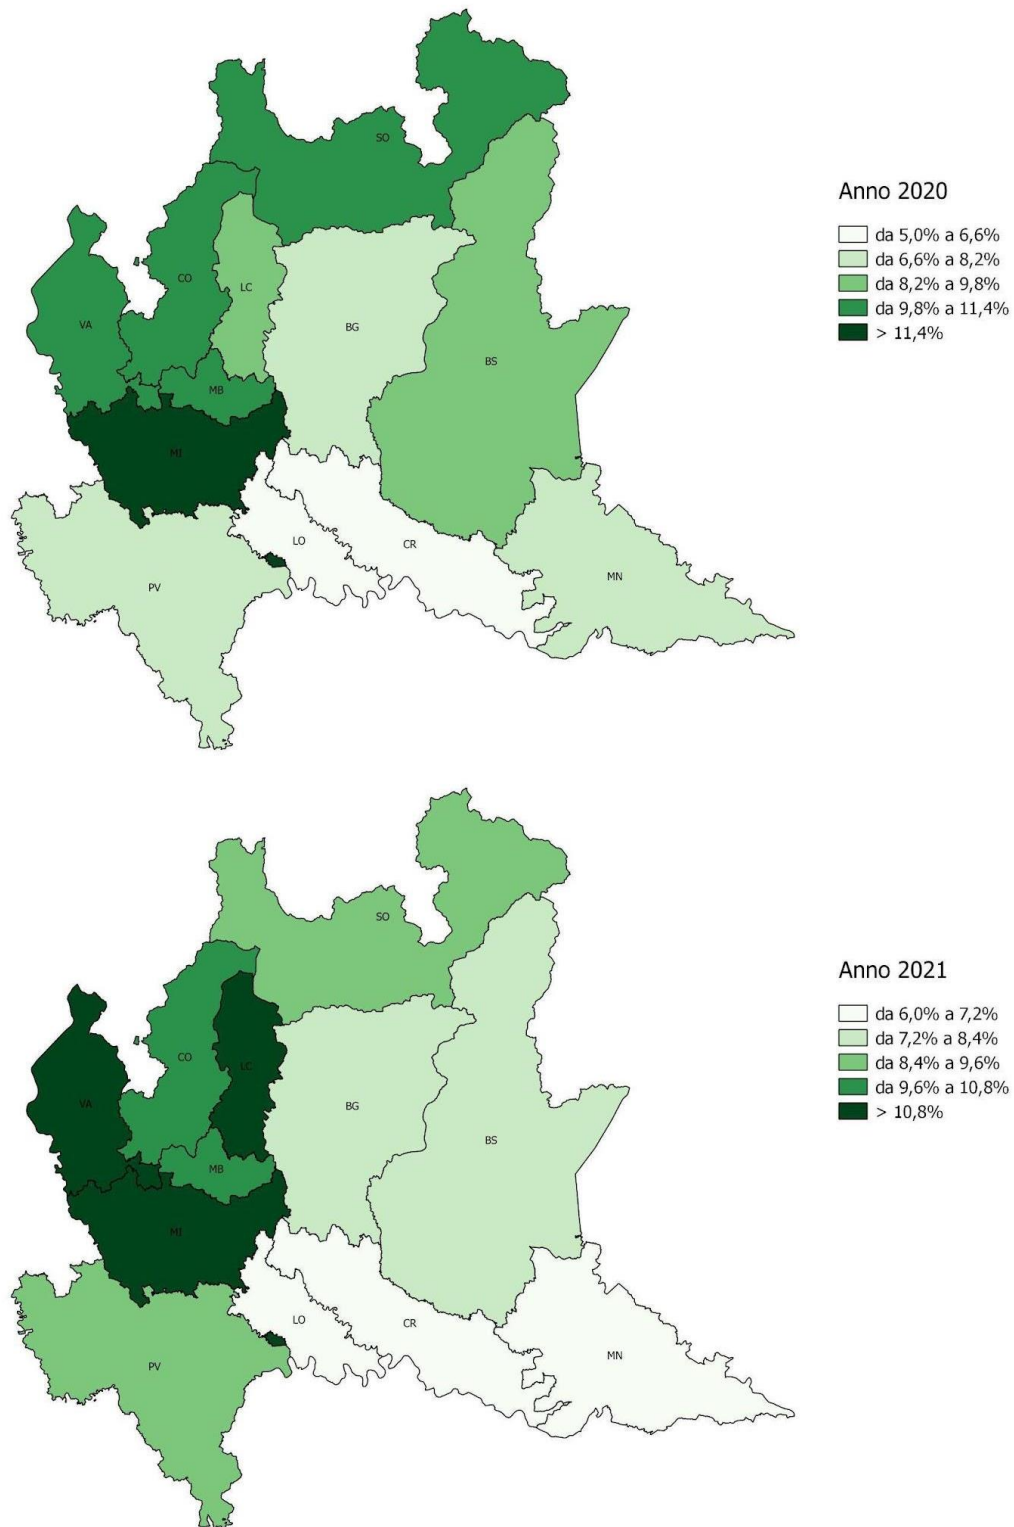 SO
CO
LC
VA
BG
BS
MB
MI
LO
CR
MN
PV
Anno 2020
da 5,0% a 6,6%
da 6,6% a 8,2%
da 8,2% a 9,8%
da 9,8% a 11,4%
> 11,4%
SO
CO
LC
VA
BG
BS
MB
MI
LO
CR
MN
PV
Anno 2021
da 6,0% a 7,2%
da 7,2% a 8,4%
da 8,4% a 9,6%
da 9,6% a 10,8%
> 10,8%